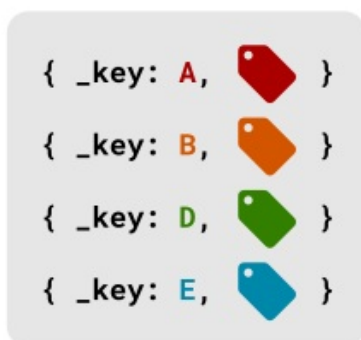 { _key: A, }
{ _key: B, }
{ _key: D, }
{ _key: E, }